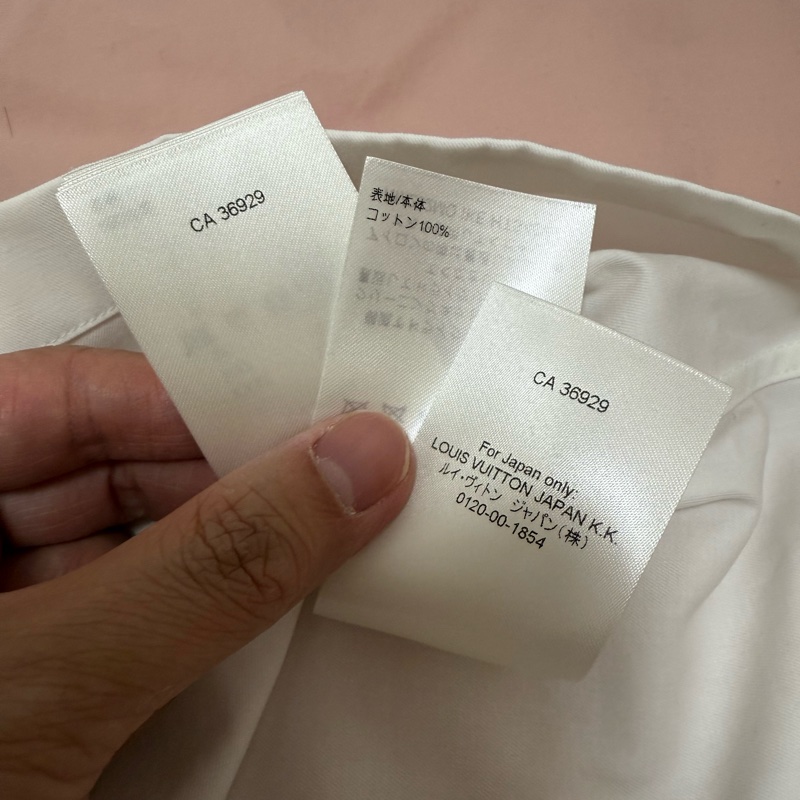 CA 36929
表地/本体
コットン100%
CA 36929
For Japan only:
LOUIS VUITTON JAPAN K.K.
ルイ・ヴィトン ジャパン(株)
0120-00-1854